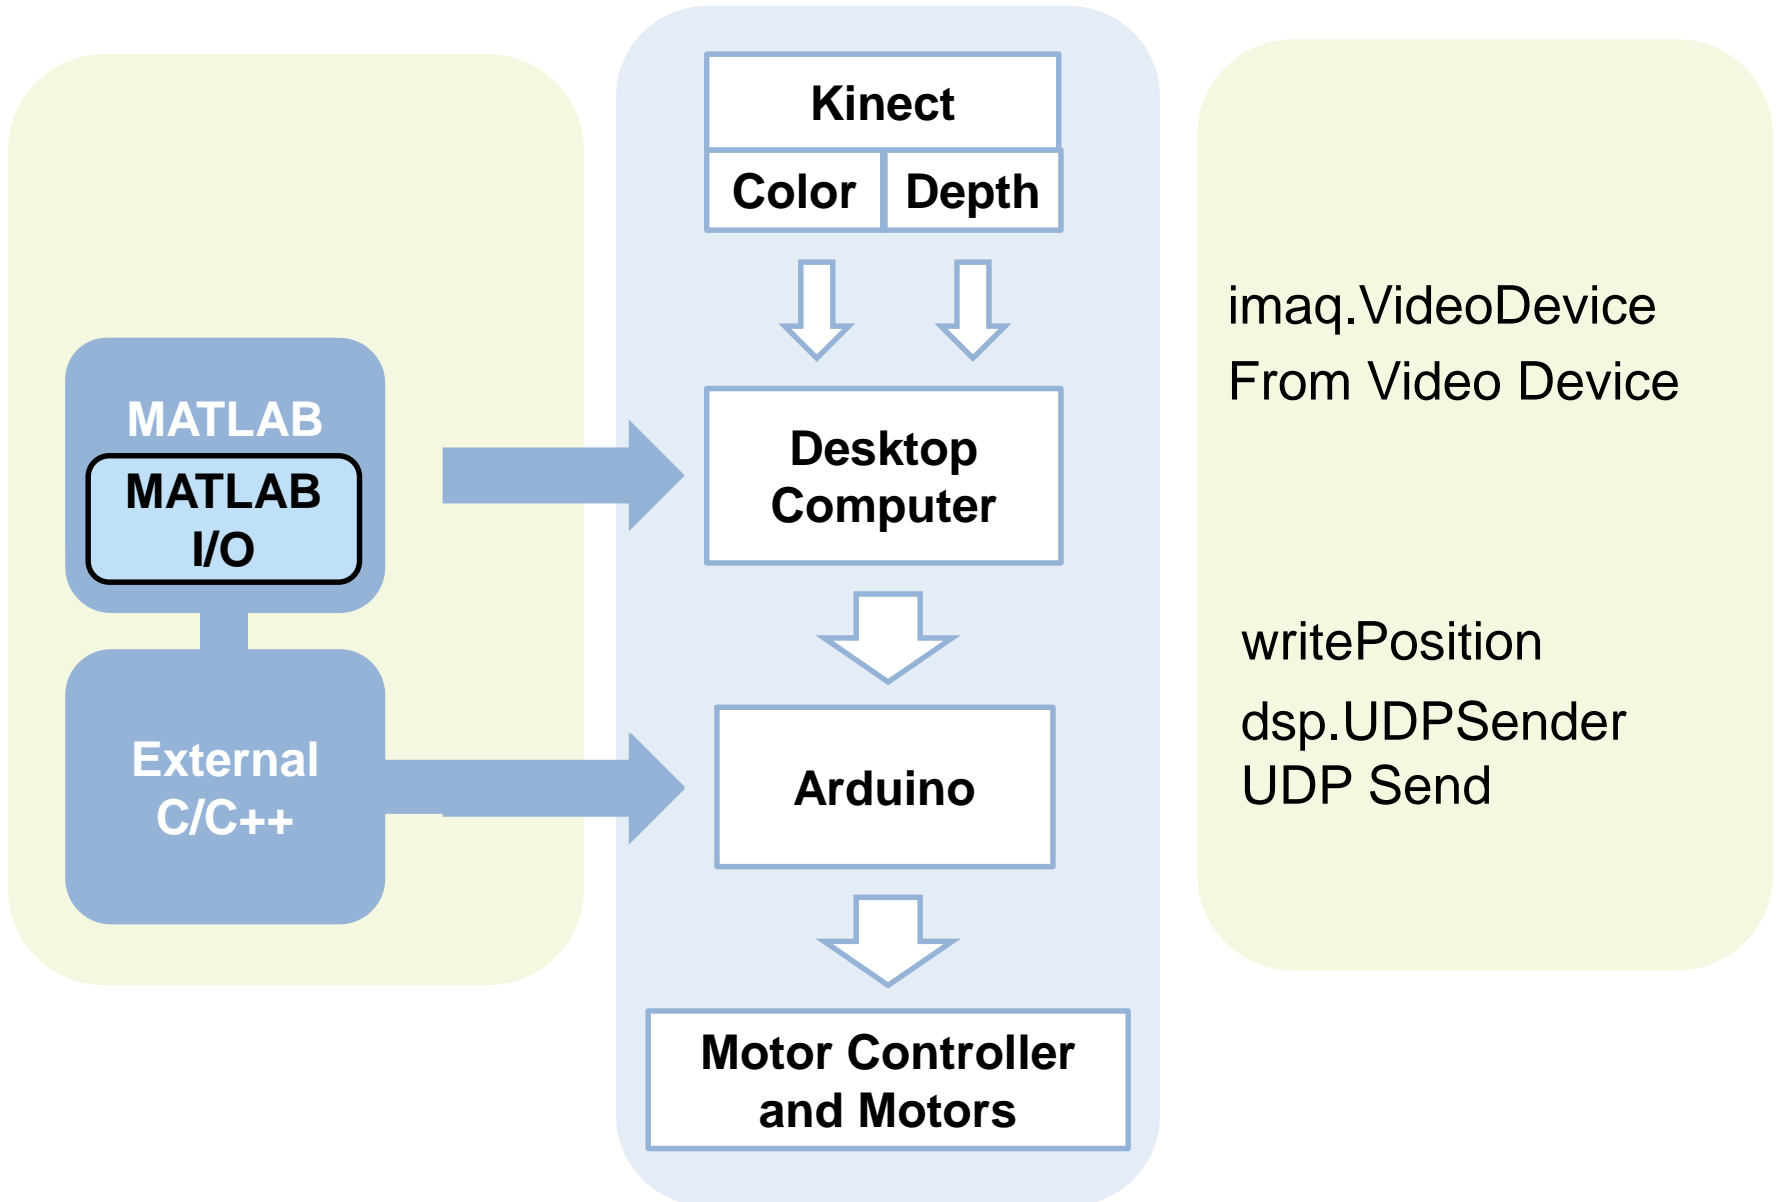 MATLAB
MATLAB
I/O
External
C/C++
Kinect
Color Depth
Desktop
Computer
Arduino
Motor Controller
and Motors
imaq.VideoDevice
From Video Device
writePosition
dsp.UDPSender
UDP Send